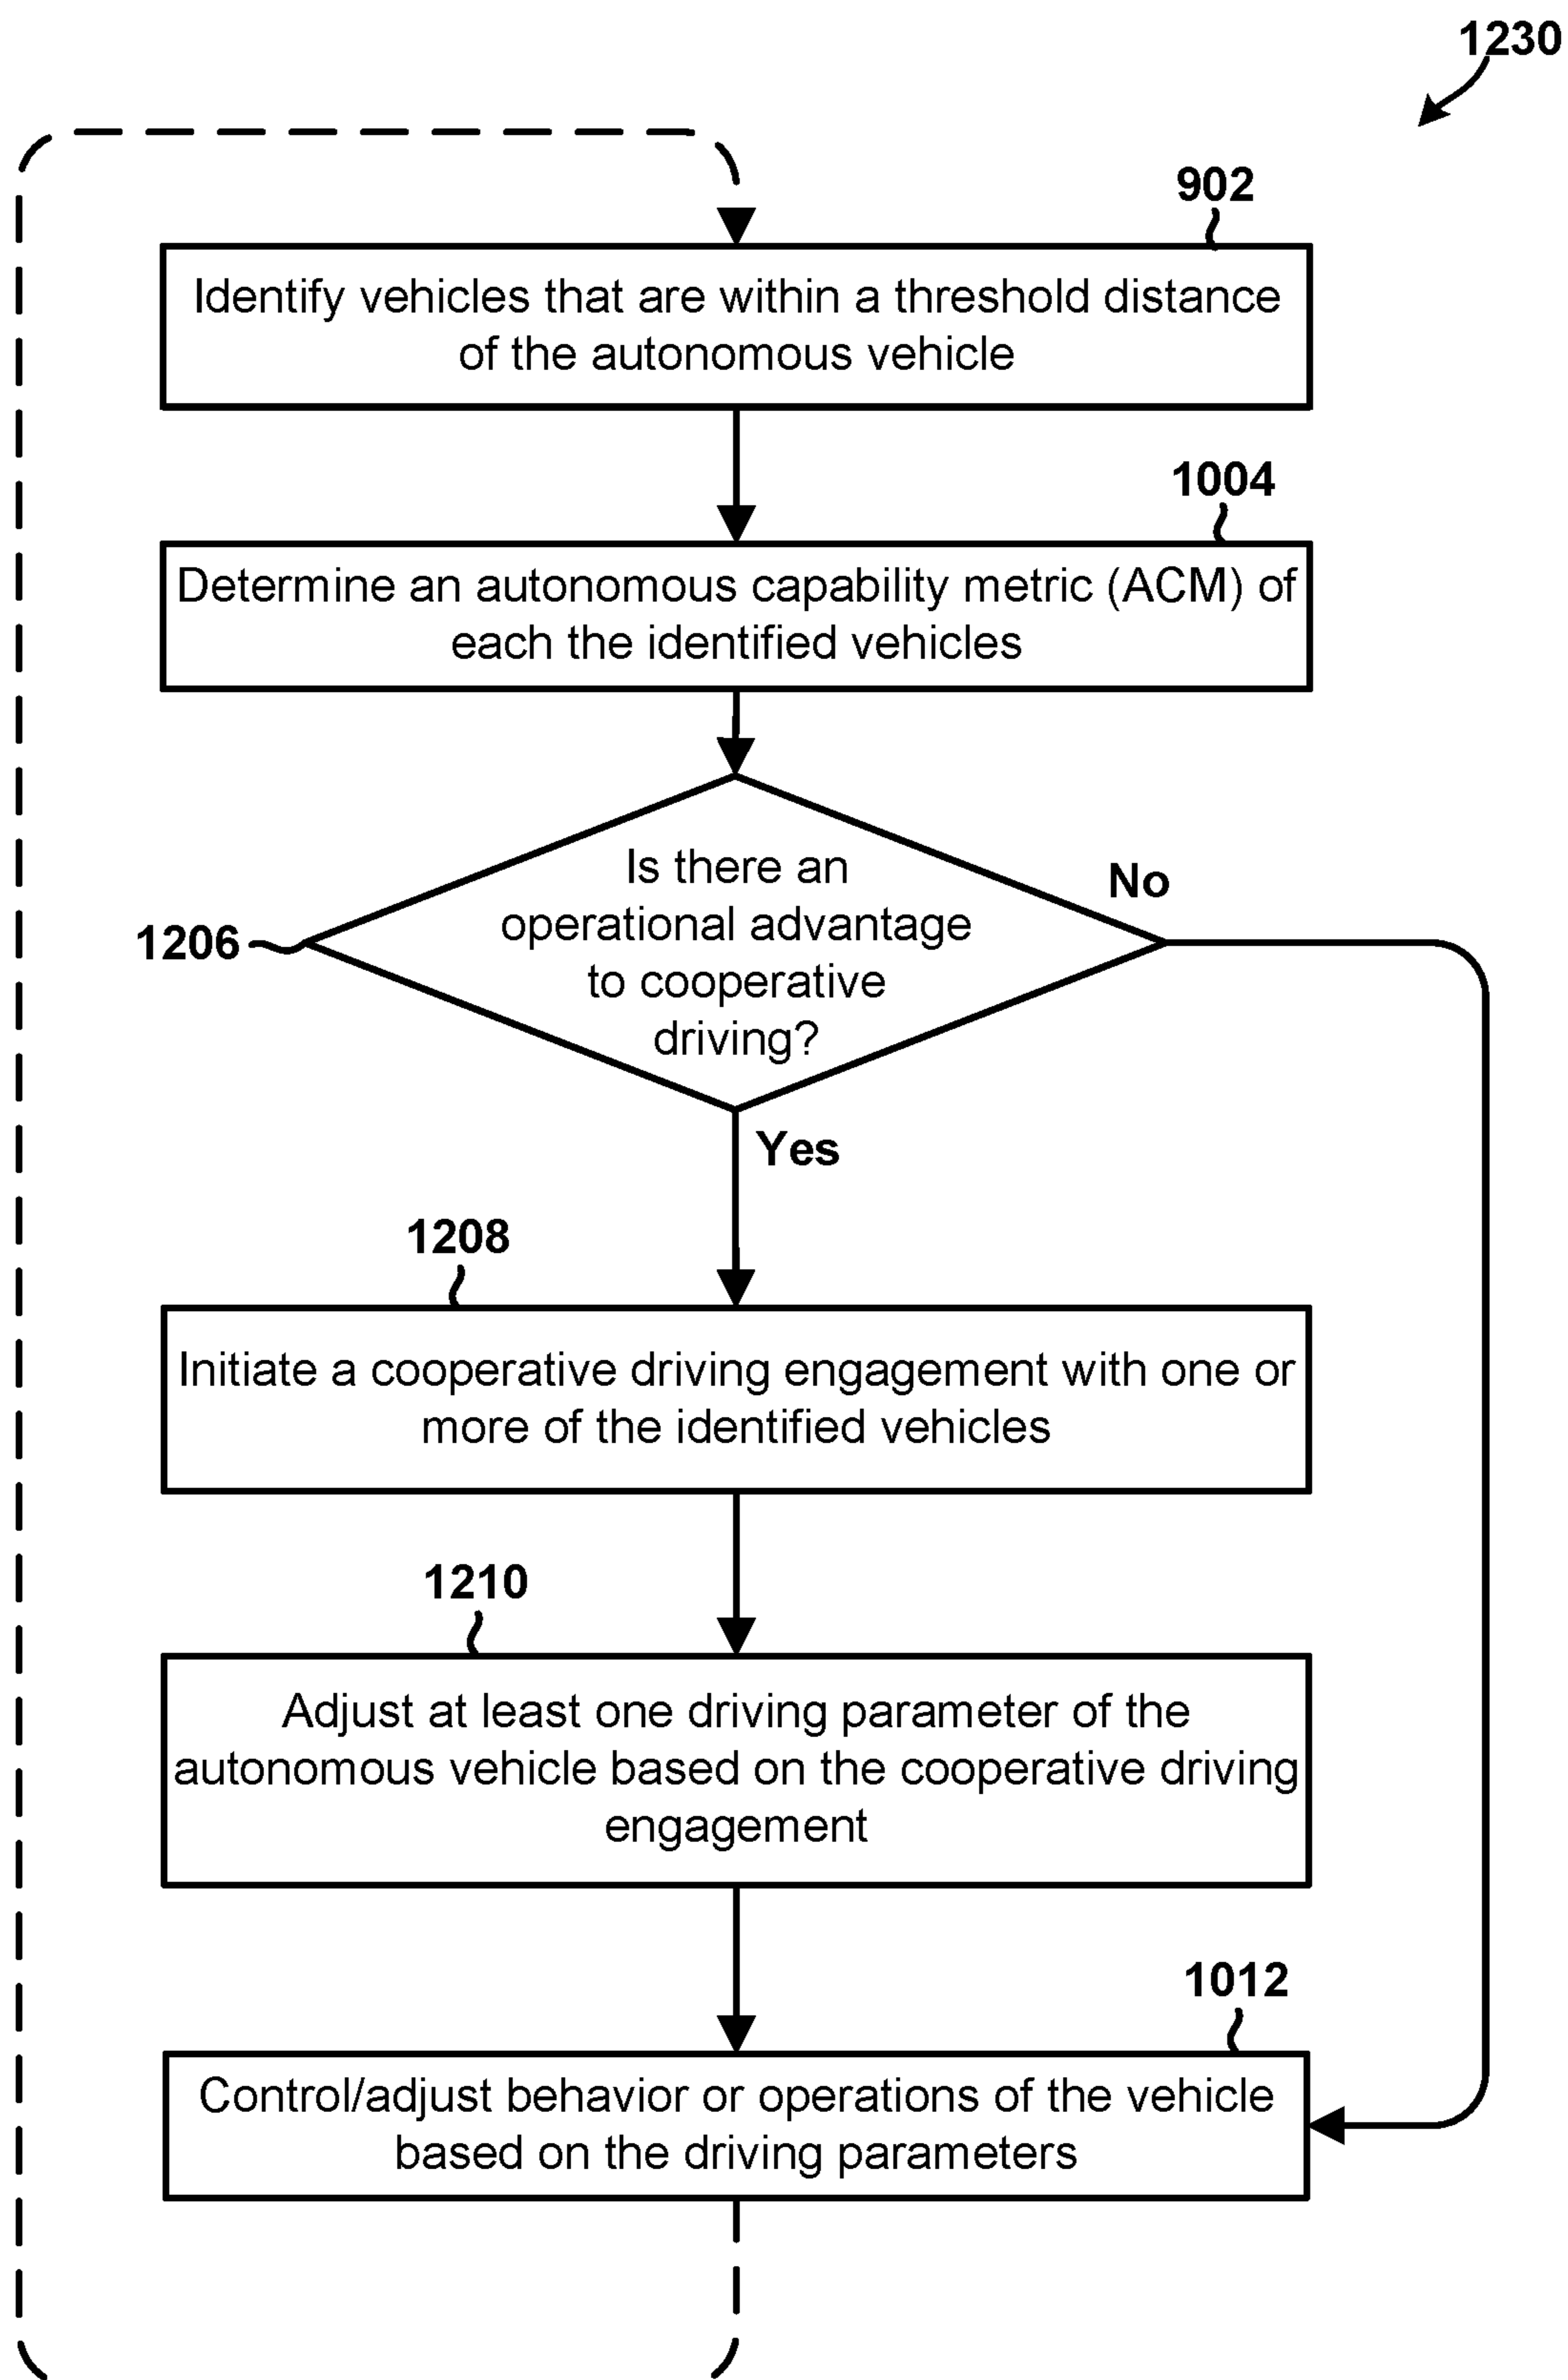 1230
902
Identify vehicles that are within a threshold distance
of the autonomous vehicle
1004
Determine an autonomous capability metric (ACM) of
each the identified vehicles
Is there an
operational advantage
to cooperative
driving?
No
1206
Yes
1208
Initiate a cooperative driving engagement with one or
more of the identified vehicles
1210
Adjust at least one driving parameter of the
autonomous vehicle based on the cooperative driving
engagement
1012
Control/adjust behavior or operations of the vehicle
based on the driving parameters